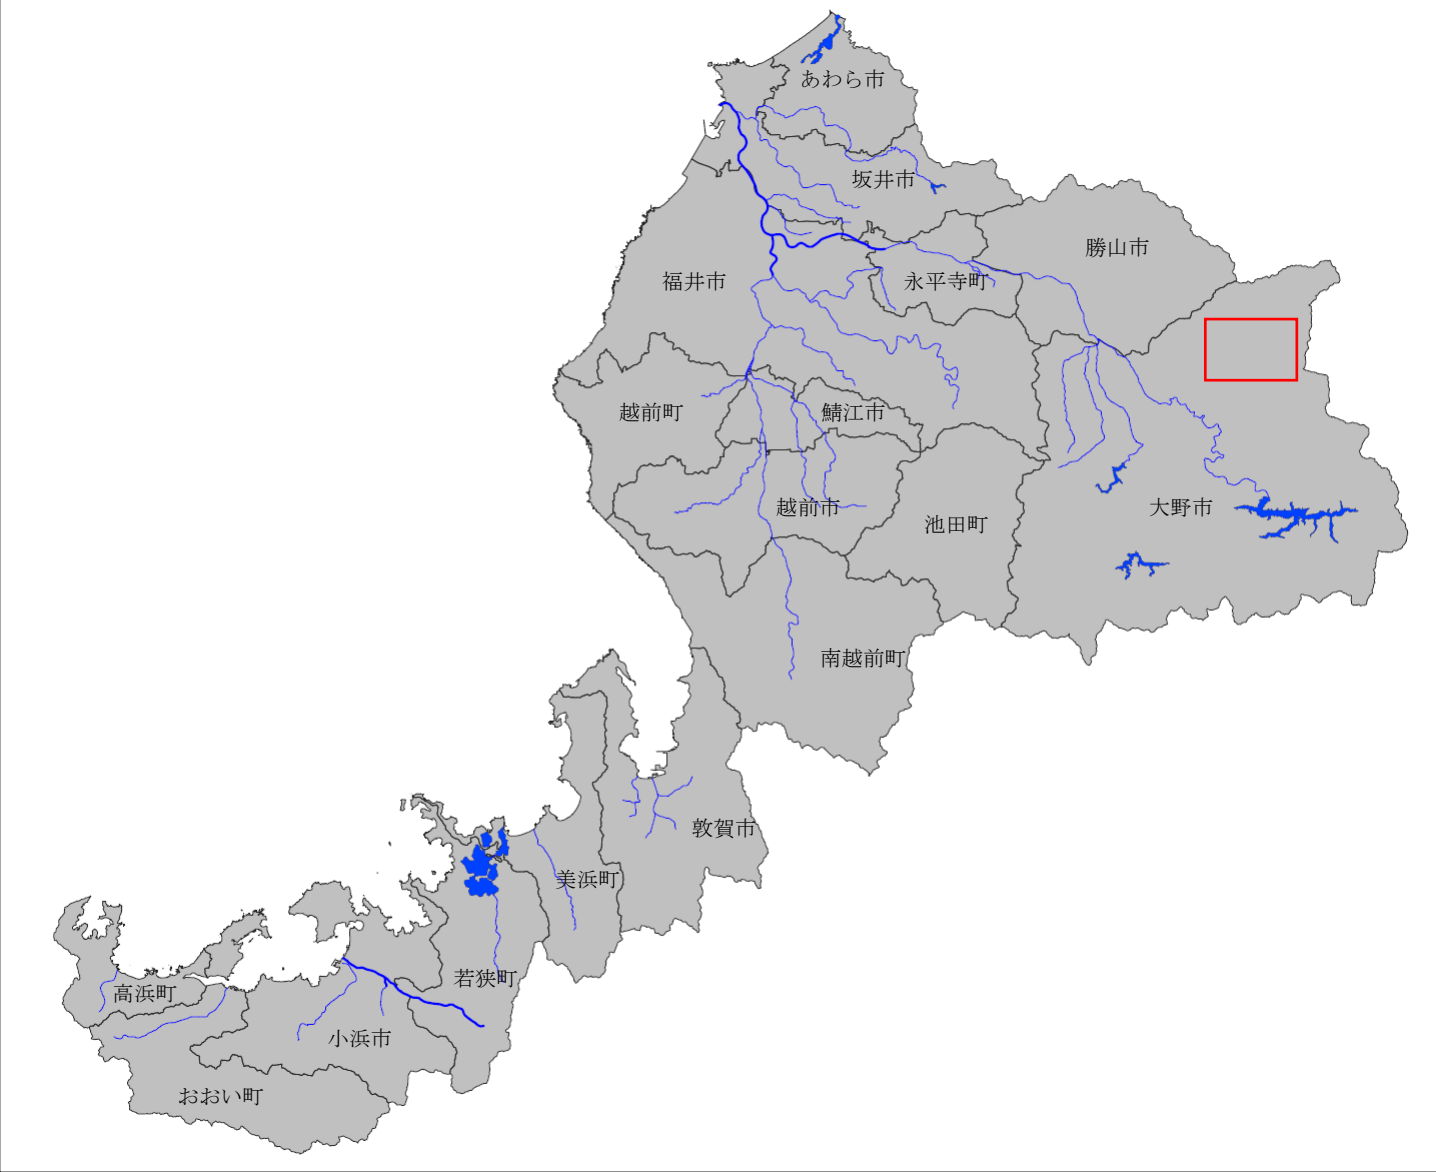 あわら市
坂井市
勝山市
福井市
永平寺町
越前町
鯖江市
越前市
大野市
池田町
南越前町
敦賀市
美浜町
若狭町
高浜町
小浜市
おおい町